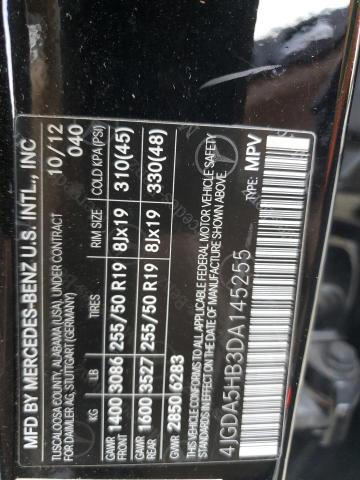 MFD BY MERCEDES-BENZ U.S. INTL., INC 10/12
TUSCALOOSA COUNTY, ALABAMA (USA) UNDER CONTRACT 040
FOR DAIMLER AG, STUTTGART (GERMANY)
KG LB TIRES RIM SIZE COLD KPA (PSI)
GAWR FRONT 1400 3086 255/50 R19 8Jx19 310(45)
GAWR REAR 1600 3527 255/50 R19 8Jx19 330(48)
GVWR 2850 6283
THIS VEHICLE CONFORMS TO ALL APPLICABLE FEDERAL MOTOR VEHICLE SAFETY
STANDARDS IN EFFECT ON THE DATE OF MANUFACTURE SHOWN ABOVE.
4JGDA5HB3DA145255 TYPE: MPV